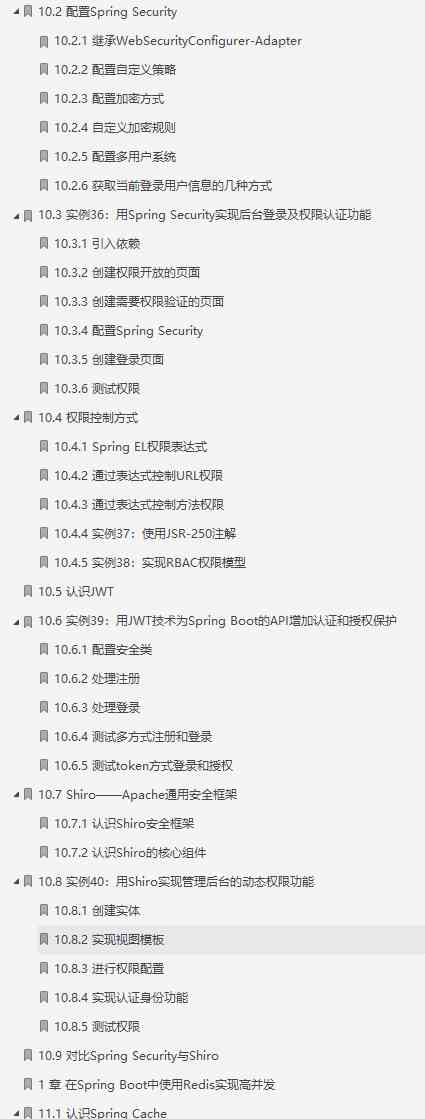 10.2 配置Spring Security
10.2.1 继承WebSecurityConfigurer-Adapter
10.2.2 配置自定义策略
10.2.3 配置加密方式
10.2.4 自定义加密规则
10.2.5 配置多用户系统
10.2.6 获取当前登录用户信息的几种方式
10.3 实例36：用Spring Security实现后台登录及权限认证功能
10.3.1 引入依赖
10.3.2 创建权限开放的页面
10.3.3 创建需要权限验证的页面
10.3.4 配置Spring Security
10.3.5 创建登录页面
10.3.6 测试权限
10.4 权限控制方式
10.4.1 Spring EL权限表达式
10.4.2 通过表达式控制URL权限
10.4.3 通过表达式控制方法权限
10.4.4 实例37：使用JSR-250注解
10.4.5 实例38：实现RBAC权限模型
10.5 认识JWT
10.6 实例39：用JWT技术为Spring Boot的API增加认证和授权保护
10.6.1 配置安全类
10.6.2 处理注册
10.6.3 处理登录
10.6.4 测试多方式注册和登录
10.6.5 测试token方式登录和授权
10.7 Shiro——Apache通用安全框架
10.7.1 认识Shiro安全框架
10.7.2 认识Shiro的核心组件
10.8 实例40：用Shiro实现管理后台的动态权限功能
10.8.1 创建实体
10.8.2 实现视图模板
10.8.3 进行权限配置
10.8.4 实现认证身份功能
10.8.5 测试权限
10.9 对比Spring Security与Shiro
1 章 在Spring Boot中使用Redis实现高并发
11.1 认识Spring Cache